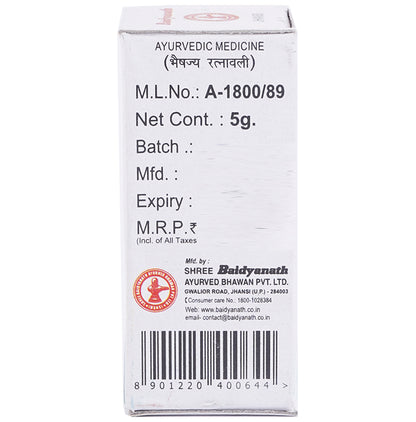 AYURVEDIC MEDICINE
(भैषज्य रत्नावली)
M.L.No.: A-1800/89
Net Cont. : 5g.
Batch .:
Mfd. :
Expiry :
M.R.P.₹
(Incl. of All Taxes
Mfd. by :
SHREE Baidyanath
AYURVED BHAWAN PVT. LTD.
GWALIOR ROAD, JHANSI (U.P.) - 284003
Consumer care No.: 1800-1028384
Web: www.baidyanath.co.in
email- contact@baidyanath.co.in
8 901220 400644 >